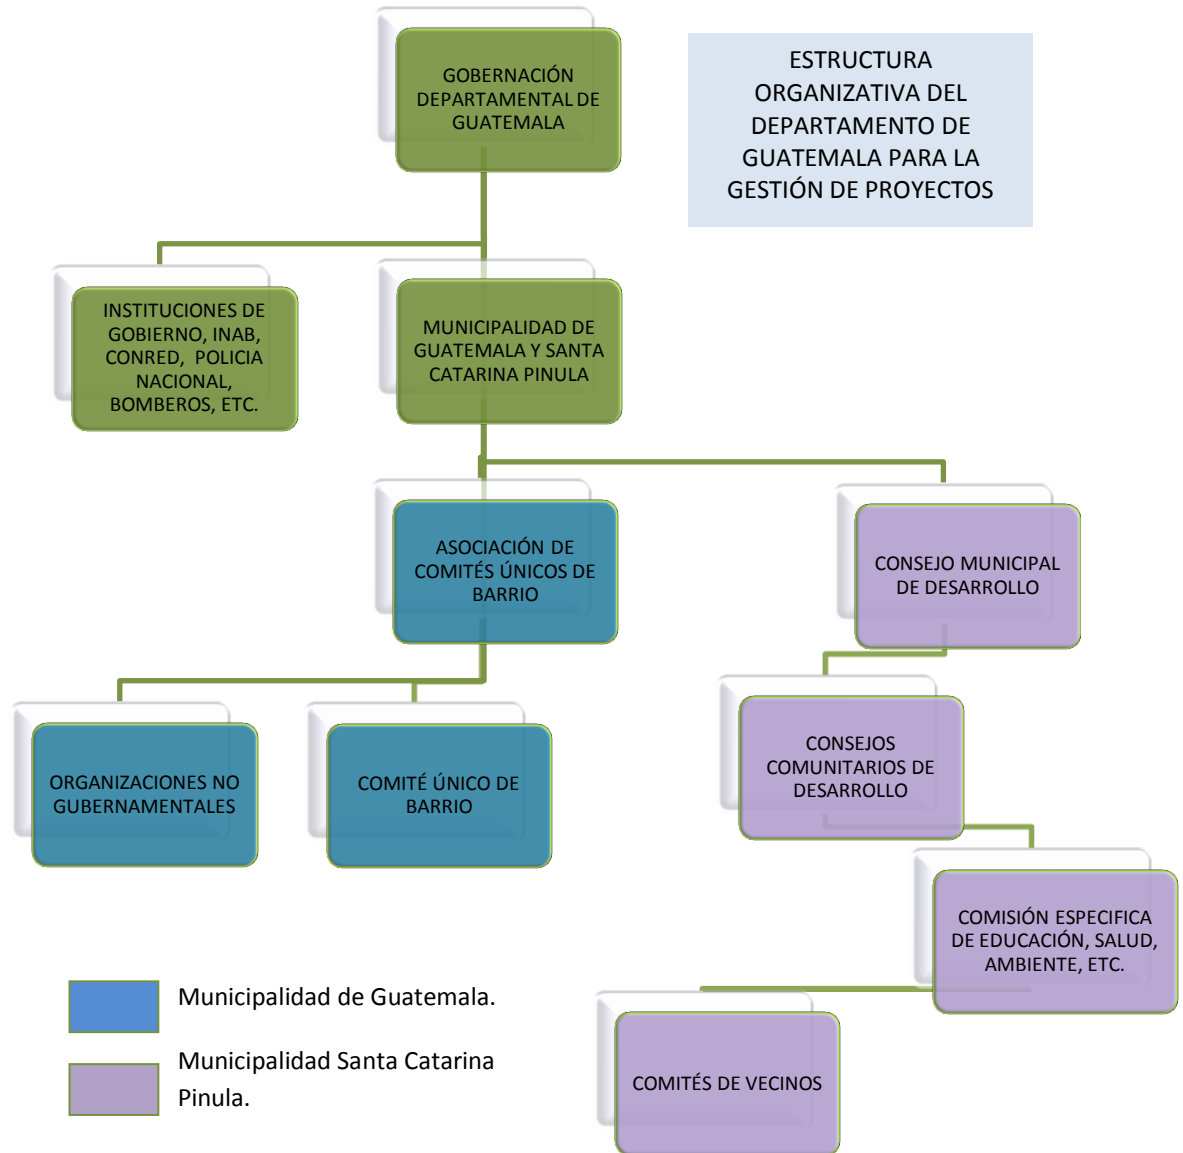 GOBERNACIÓN
DEPARTAMENTAL DE
GUATEMALA
ESTRUCTURA
ORGANIZATIVA DEL
DEPARTAMENTO DE
GUATEMALA PARA LA
GESTIÓN DE PROYECTOS
INSTITUCIONES DE
GOBIERNO, INAB,
CONRED, POLICIA
NACIONAL,
BOMBEROS, ETC.
MUNICIPALIDAD DE
GUATEMALA Y SANTA
CATARINA PINULA
ASOCIACIÓN DE
COMITÉS ÚNICOS DE
BARRIO
CONSEJO MUNICIPAL
DE DESARROLLO
ORGANIZACIONES NO
GUBERNAMENTALES
COMITÉ ÚNICO DE
BARRIO
CONSEJOS
COMUNITARIOS DE
DESARROLLO
COMISIÓN ESPECIFICA
DE EDUCACIÓN, SALUD,
AMBIENTE, ETC.
COMITÉS DE VECINOS
Municipalidad de Guatemala.
Municipalidad Santa Catarina
Pinula.